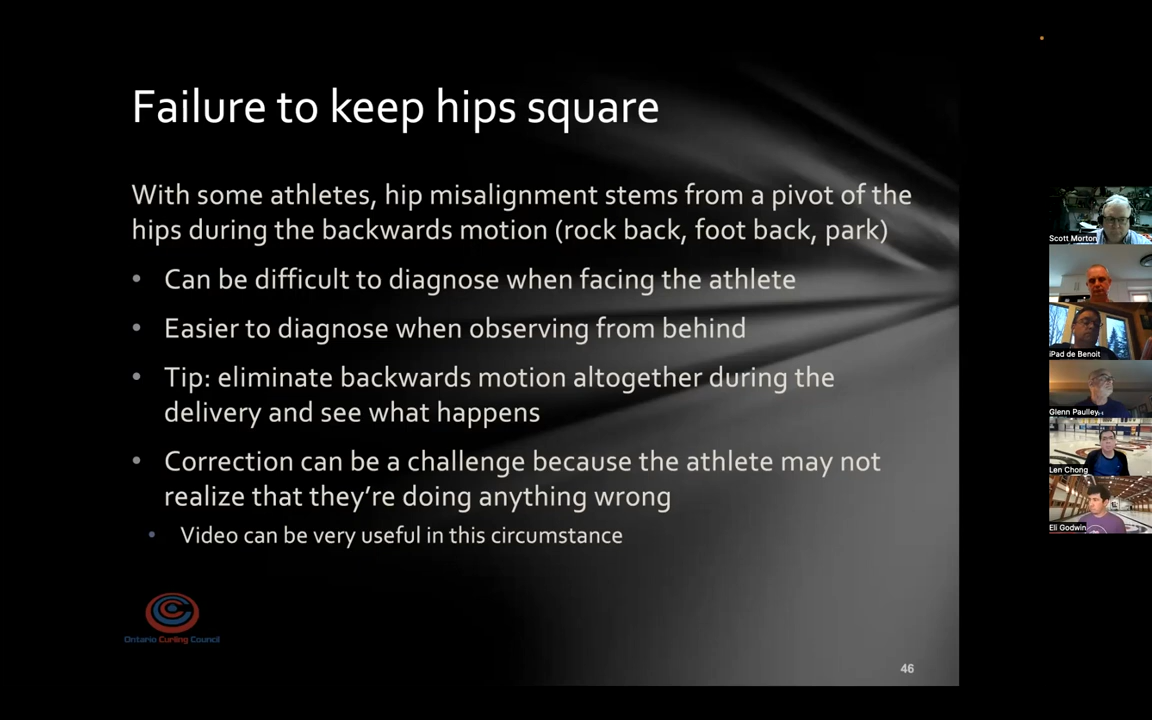 Failure to keep hips square
With some athletes, hip misalignment stems from a pivot of the
hips during the backwards motion (rock back, foot back, park)
• Can be difficult to diagnose when facing the athlete
• Easier to diagnose when observing from behind
• Tip: eliminate backwards motion altogether during the
delivery and see what happens
• Correction can be a challenge because the athlete may not
realize that they’re doing anything wrong
• Video can be very useful in this circumstance
Ontario Curling Council
46
Scott Morton
iPad de Benoit
Glenn Paulley
Len Chong
Eli Godwin